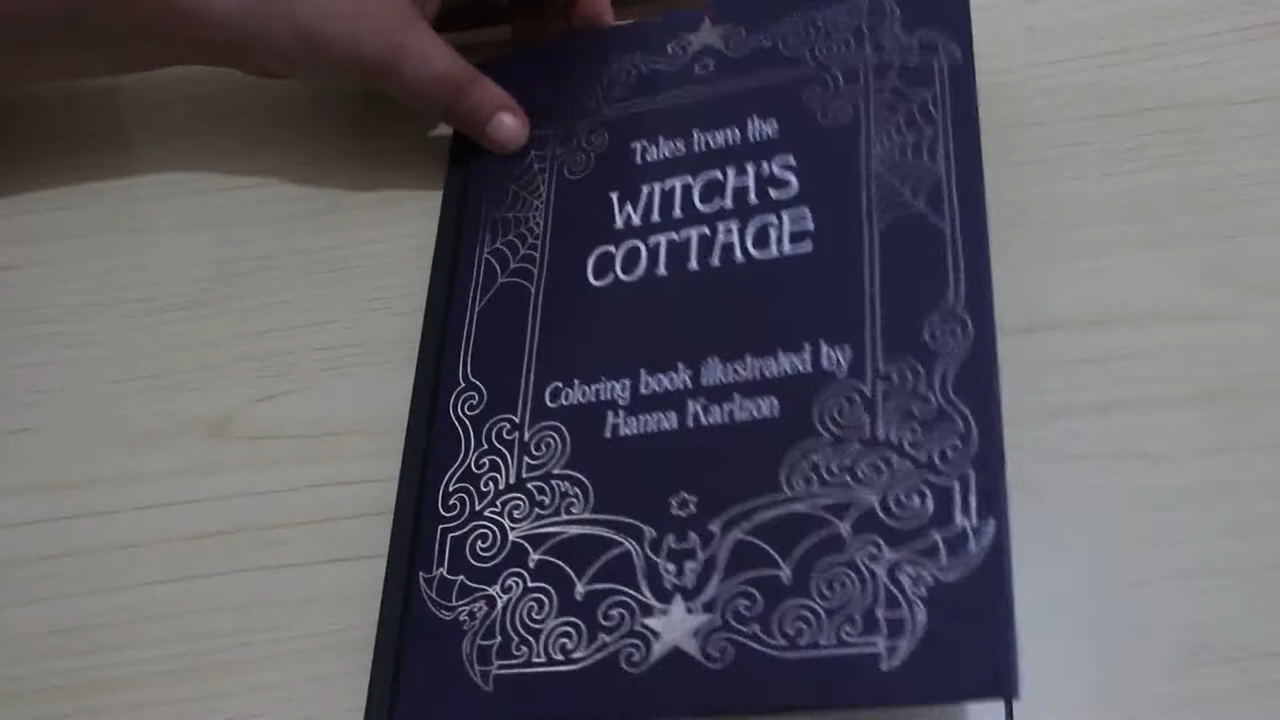 Tales from the
WITCH'S
COTTAGE
Coloring book illustrated by
Hanna Karlzon